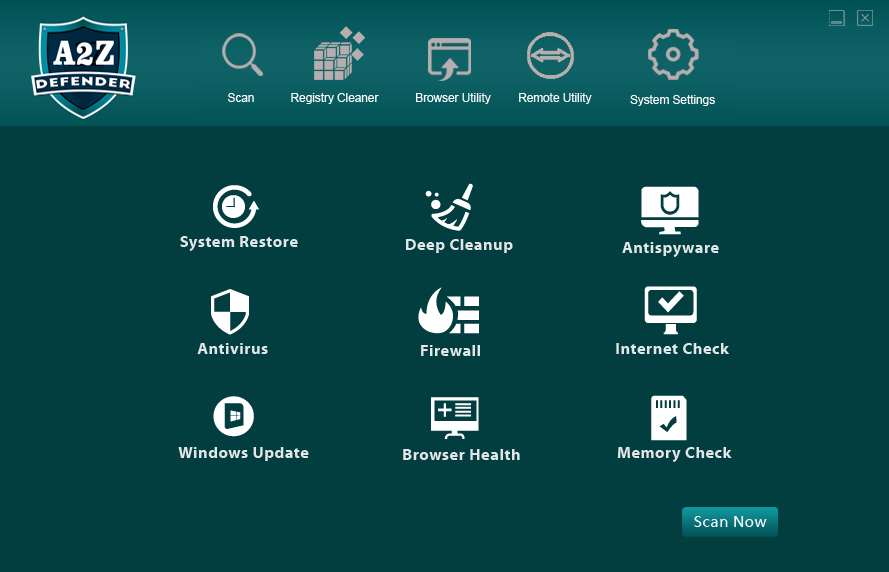 A2Z
DEFENDER
Scan
Registry Cleaner
Browser Utility
Remote Utility
System Settings
System Restore
Deep Cleanup
Antispyware
Antivirus
Firewall
Internet Check
Windows Update
Browser Health
Memory Check
Scan Now